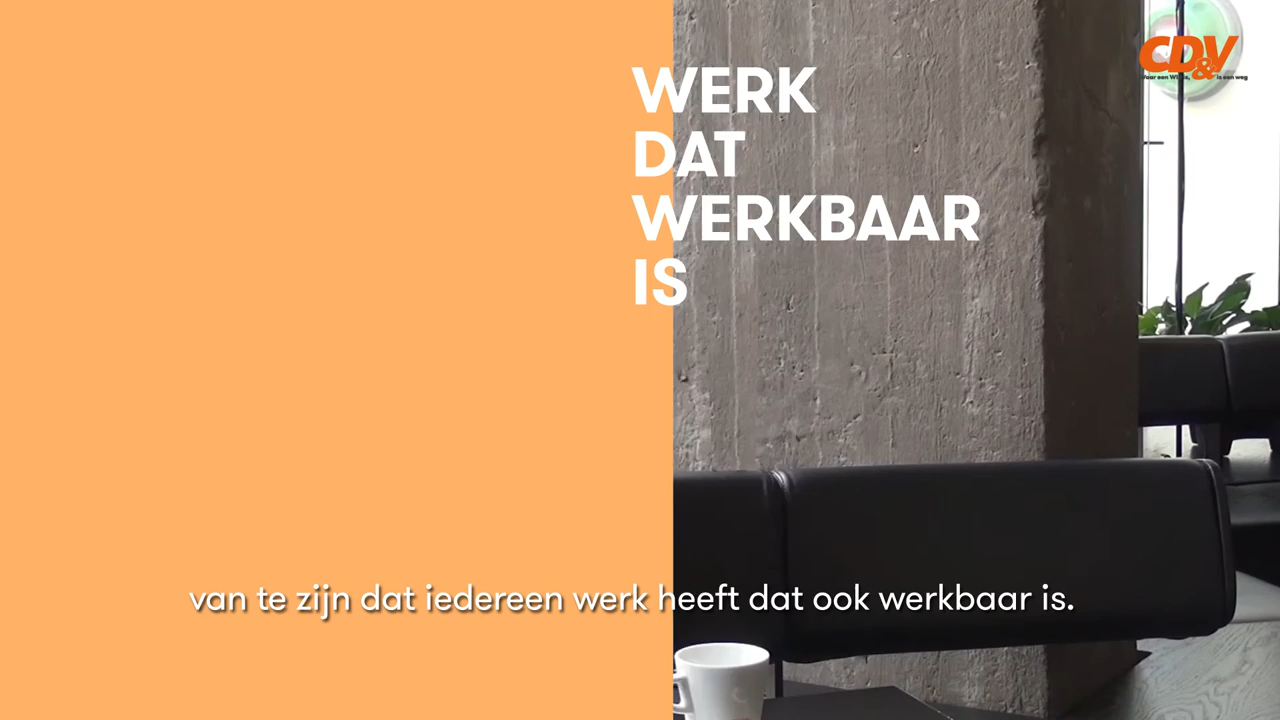 CD&V
WERK
DAT
WERKBAAR
IS
van te zijn dat iedereen werk heeft dat ook werkbaar is.